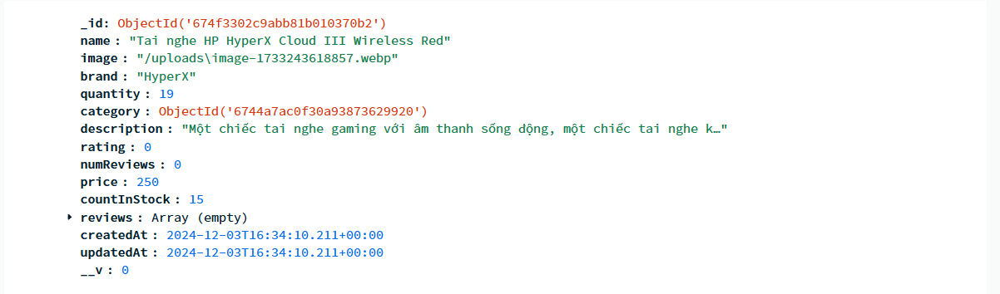 _id: ObjectId('674f3302c9abb81b010370b2')
name : "Tai nghe HP HyperX Cloud III Wireless Red"
image : "/uploads\image-1733243618857.webp"
brand : "HyperX"
quantity : 19
category : ObjectId('6744a7ac0f30a93873629920')
description : "Một chiếc tai nghe gaming với âm thanh sống dộng, một chiếc tai nghe k…"
rating : 0
numReviews : 0
price : 250
countInStock : 15
reviews : Array (empty)
createdAt : 2024-12-03T16:34:10.211+00:00
updatedAt : 2024-12-03T16:34:10.211+00:00
__v : 0